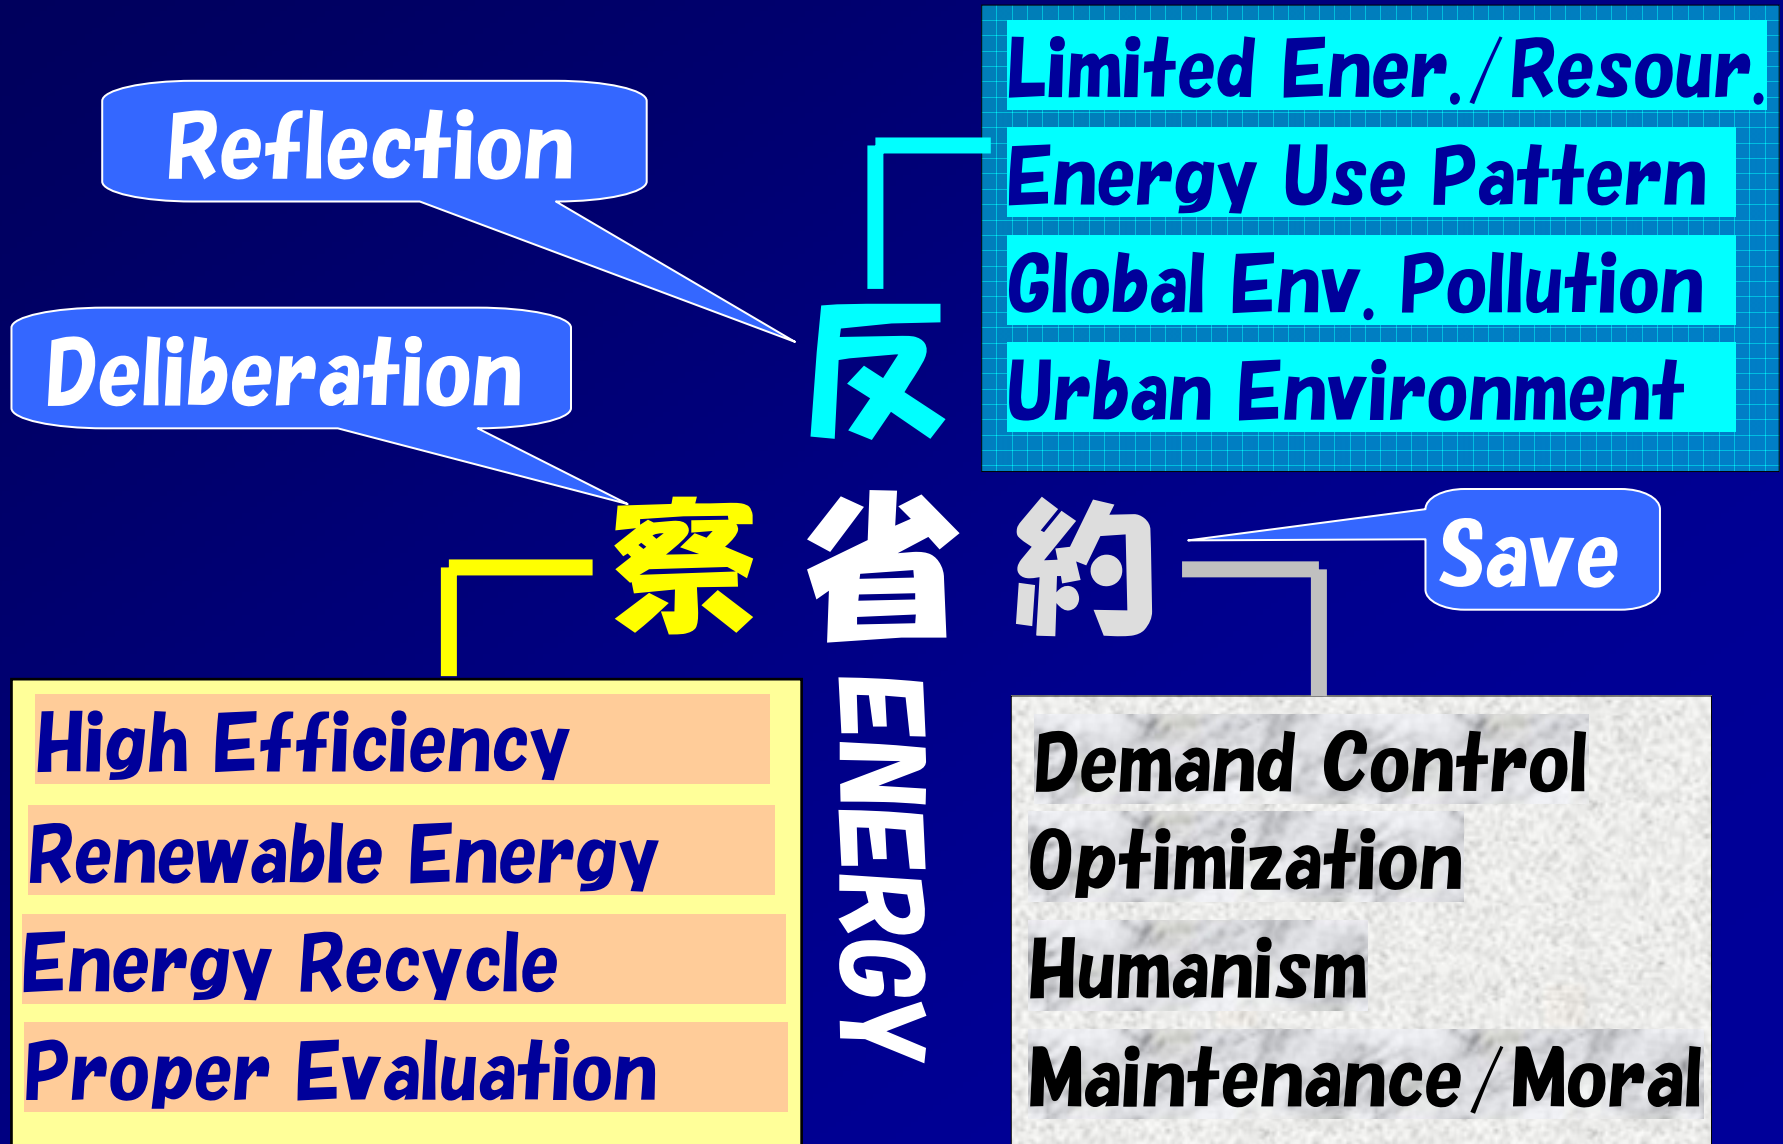 Limited Ener./Resour.
Energy Use Pattern
Global Env. Pollution
Urban Environment
Reflection
Deliberation
反
察省約
Save
ENERGY
High Efficiency
Renewable Energy
Energy Recycle
Proper Evaluation
Demand Control
Optimization
Humanism
Maintenance/Moral